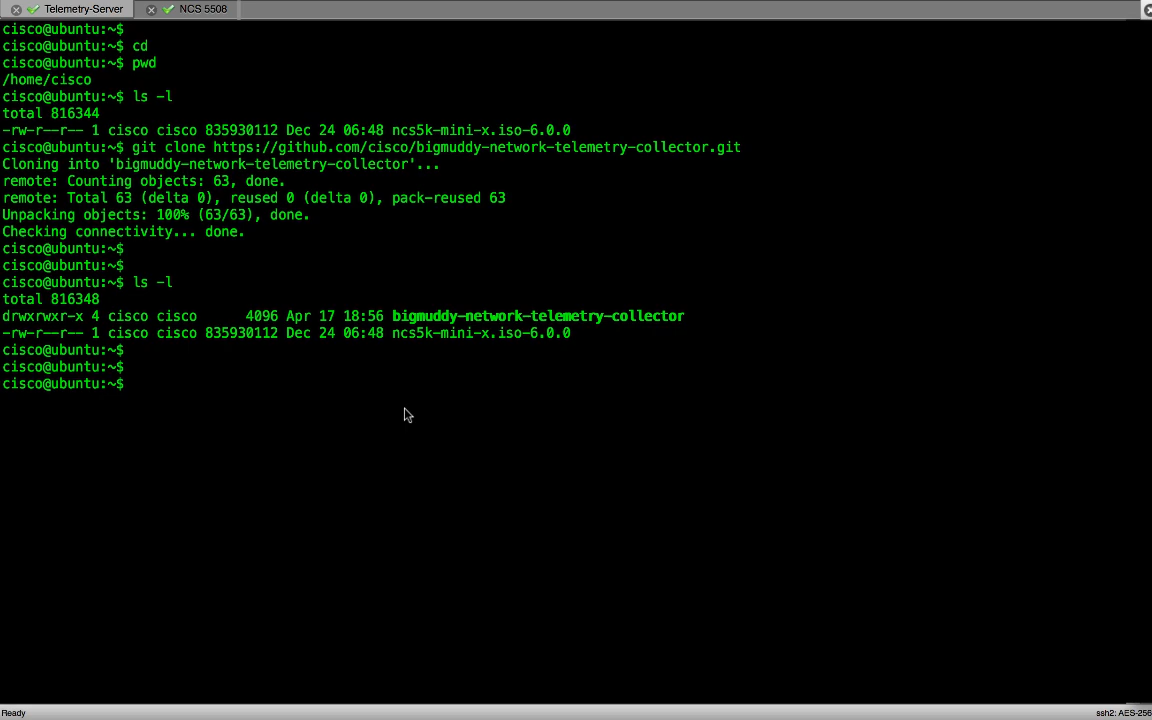 Telemetry-Server NCS 5508
cisco@ubuntu:~$
cisco@ubuntu:~$ cd
cisco@ubuntu:~$ pwd
/home/cisco
cisco@ubuntu:~$ ls -l
total 816344
-rw-r--r-- 1 cisco cisco 835930112 Dec 24 06:48 ncs5k-mini-x.iso-6.0.0
cisco@ubuntu:~$ git clone https://github.com/cisco/bigmuddy-network-telemetry-collector.git
Cloning into 'bigmuddy-network-telemetry-collector'...
remote: Counting objects: 63, done.
remote: Total 63 (delta 0), reused 0 (delta 0), pack-reused 63
Unpacking objects: 100% (63/63), done.
Checking connectivity... done.
cisco@ubuntu:~$
cisco@ubuntu:~$
cisco@ubuntu:~$ ls -l
total 816348
drwxrwxr-x 4 cisco cisco      4096 Apr 17 18:56 bigmuddy-network-telemetry-collector
-rw-r--r-- 1 cisco cisco 835930112 Dec 24 06:48 ncs5k-mini-x.iso-6.0.0
cisco@ubuntu:~$
cisco@ubuntu:~$
cisco@ubuntu:~$
Ready ssh2: AES-256